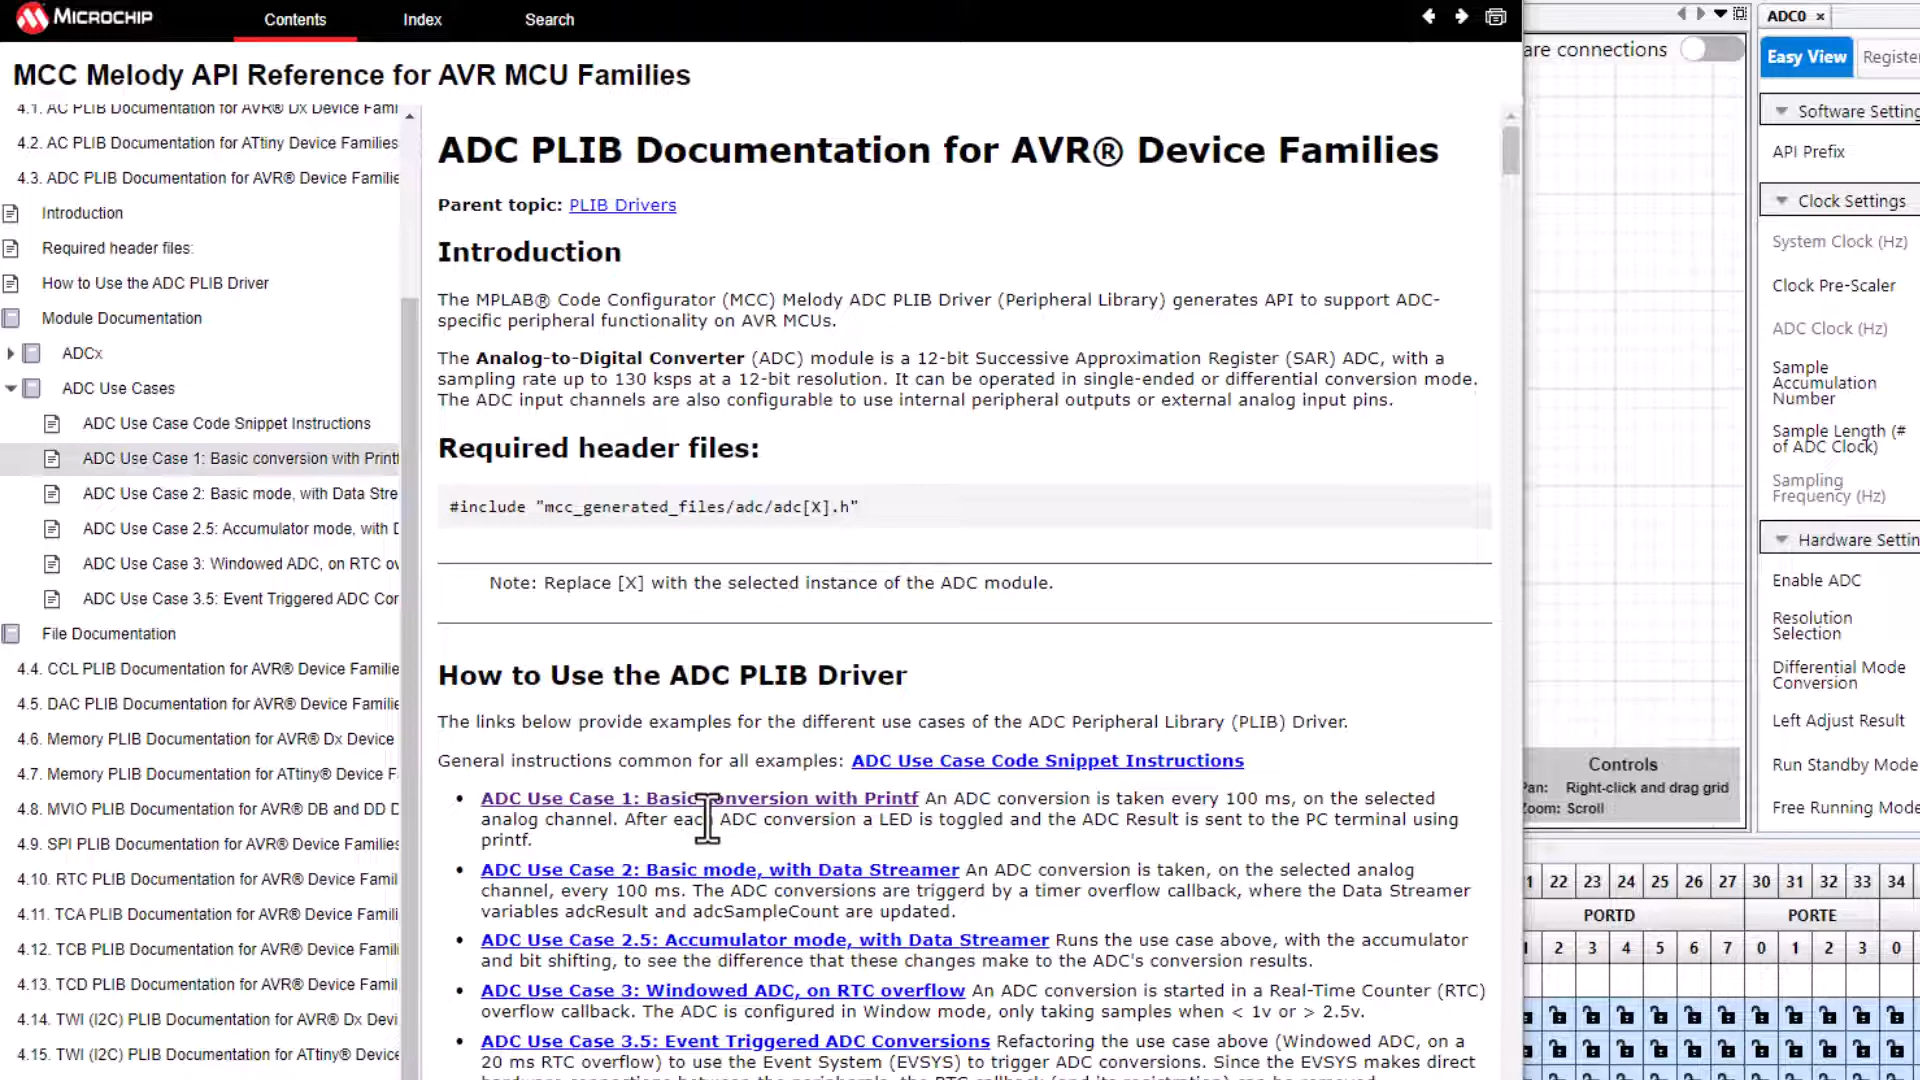 MICROCHIP
Contents
Index
Search
MCC Melody API Reference for AVR MCU Families
4.1. AC PLIB Documentation for AVR® Dx Device Fami
4.2. AC PLIB Documentation for ATtiny Device Families
4.3. ADC PLIB Documentation for AVR® Device Familie
Introduction
Required header files:
How to Use the ADC PLIB Driver
Module Documentation
ADCx
ADC Use Cases
ADC Use Case Code Snippet Instructions
ADC Use Case 1: Basic conversion with Printf
ADC Use Case 2: Basic mode, with Data Stre
ADC Use Case 2.5: Accumulator mode, with D
ADC Use Case 3: Windowed ADC, on RTC ov
ADC Use Case 3.5: Event Triggered ADC Cor
File Documentation
4.4. CCL PLIB Documentation for AVR® Device Familie
4.5. DAC PLIB Documentation for AVR® Device Familie
4.6. Memory PLIB Documentation for AVR® Dx Device
4.7. Memory PLIB Documentation for ATtiny® Device F
4.8. MVIO PLIB Documentation for AVR® DB and DD D
4.9. SPI PLIB Documentation for AVR® Device Families
4.10. RTC PLIB Documentation for AVR® Device Famil
4.11. TCA PLIB Documentation for AVR® Device Famili
4.12. TCB PLIB Documentation for AVR® Device Famil
4.13. TCD PLIB Documentation for AVR® Device Famil
4.14. TWI (I2C) PLIB Documentation for AVR® Dx Devi
4.15. TWI (I2C) PLIB Documentation for ATtiny® Device
ADC PLIB Documentation for AVR® Device Families
Parent topic: PLIB Drivers
Introduction
The MPLAB® Code Configurator (MCC) Melody ADC PLIB Driver (Peripheral Library) generates API to support ADC-
specific peripheral functionality on AVR MCUs.
The Analog-to-Digital Converter (ADC) module is a 12-bit Successive Approximation Register (SAR) ADC, with a
sampling rate up to 130 ksps at a 12-bit resolution. It can be operated in single-ended or differential conversion mode.
The ADC input channels are also configurable to use internal peripheral outputs or external analog input pins.
Required header files:
#include "mcc_generated_files/adc/adc[X].h"
Note: Replace [X] with the selected instance of the ADC module.
How to Use the ADC PLIB Driver
The links below provide examples for the different use cases of the ADC Peripheral Library (PLIB) Driver.
General instructions common for all examples: ADC Use Case Code Snippet Instructions
• ADC Use Case 1: Basic conversion with Printf An ADC conversion is taken every 100 ms, on the selected
analog channel. After each ADC conversion a LED is toggled and the ADC Result is sent to the PC terminal using
printf.
• ADC Use Case 2: Basic mode, with Data Streamer An ADC conversion is taken, on the selected analog
channel, every 100 ms. The ADC conversions are triggerd by a timer overflow callback, where the Data Streamer
variables adcResult and adcSampleCount are updated.
• ADC Use Case 2.5: Accumulator mode, with Data Streamer Runs the use case above, with the accumulator
and bit shifting, to see the difference that these changes make to the ADC's conversion results.
• ADC Use Case 3: Windowed ADC, on RTC overflow An ADC conversion is started in a Real-Time Counter (RTC)
overflow callback. The ADC is configured in Window mode, only taking samples when < 1v or > 2.5v.
• ADC Use Case 3.5: Event Triggered ADC Conversions Refactoring the use case above (Windowed ADC, on a
20 ms RTC overflow) to use the Event System (EVSYS) to trigger ADC conversions. Since the EVSYS makes direct
are connections
Controls
Pan: Right-click and drag grid
Zoom: Scroll
ADC0 ×
Easy View
Register
Software Setting
API Prefix
Clock Settings
System Clock (Hz)
Clock Pre-Scaler
ADC Clock (Hz)
Sample
Accumulation
Number
Sample Length (#
of ADC Clock)
Sampling
Frequency (Hz)
Hardware Settin
Enable ADC
Resolution
Selection
Differential Mode
Conversion
Left Adjust Result
Run Standby Mode
Free Running Mode
1 22 23 24 25 26 27 30 31 32 33 34
PORTD PORTE
1 2 3 4 5 6 7 0 1 2 3 0